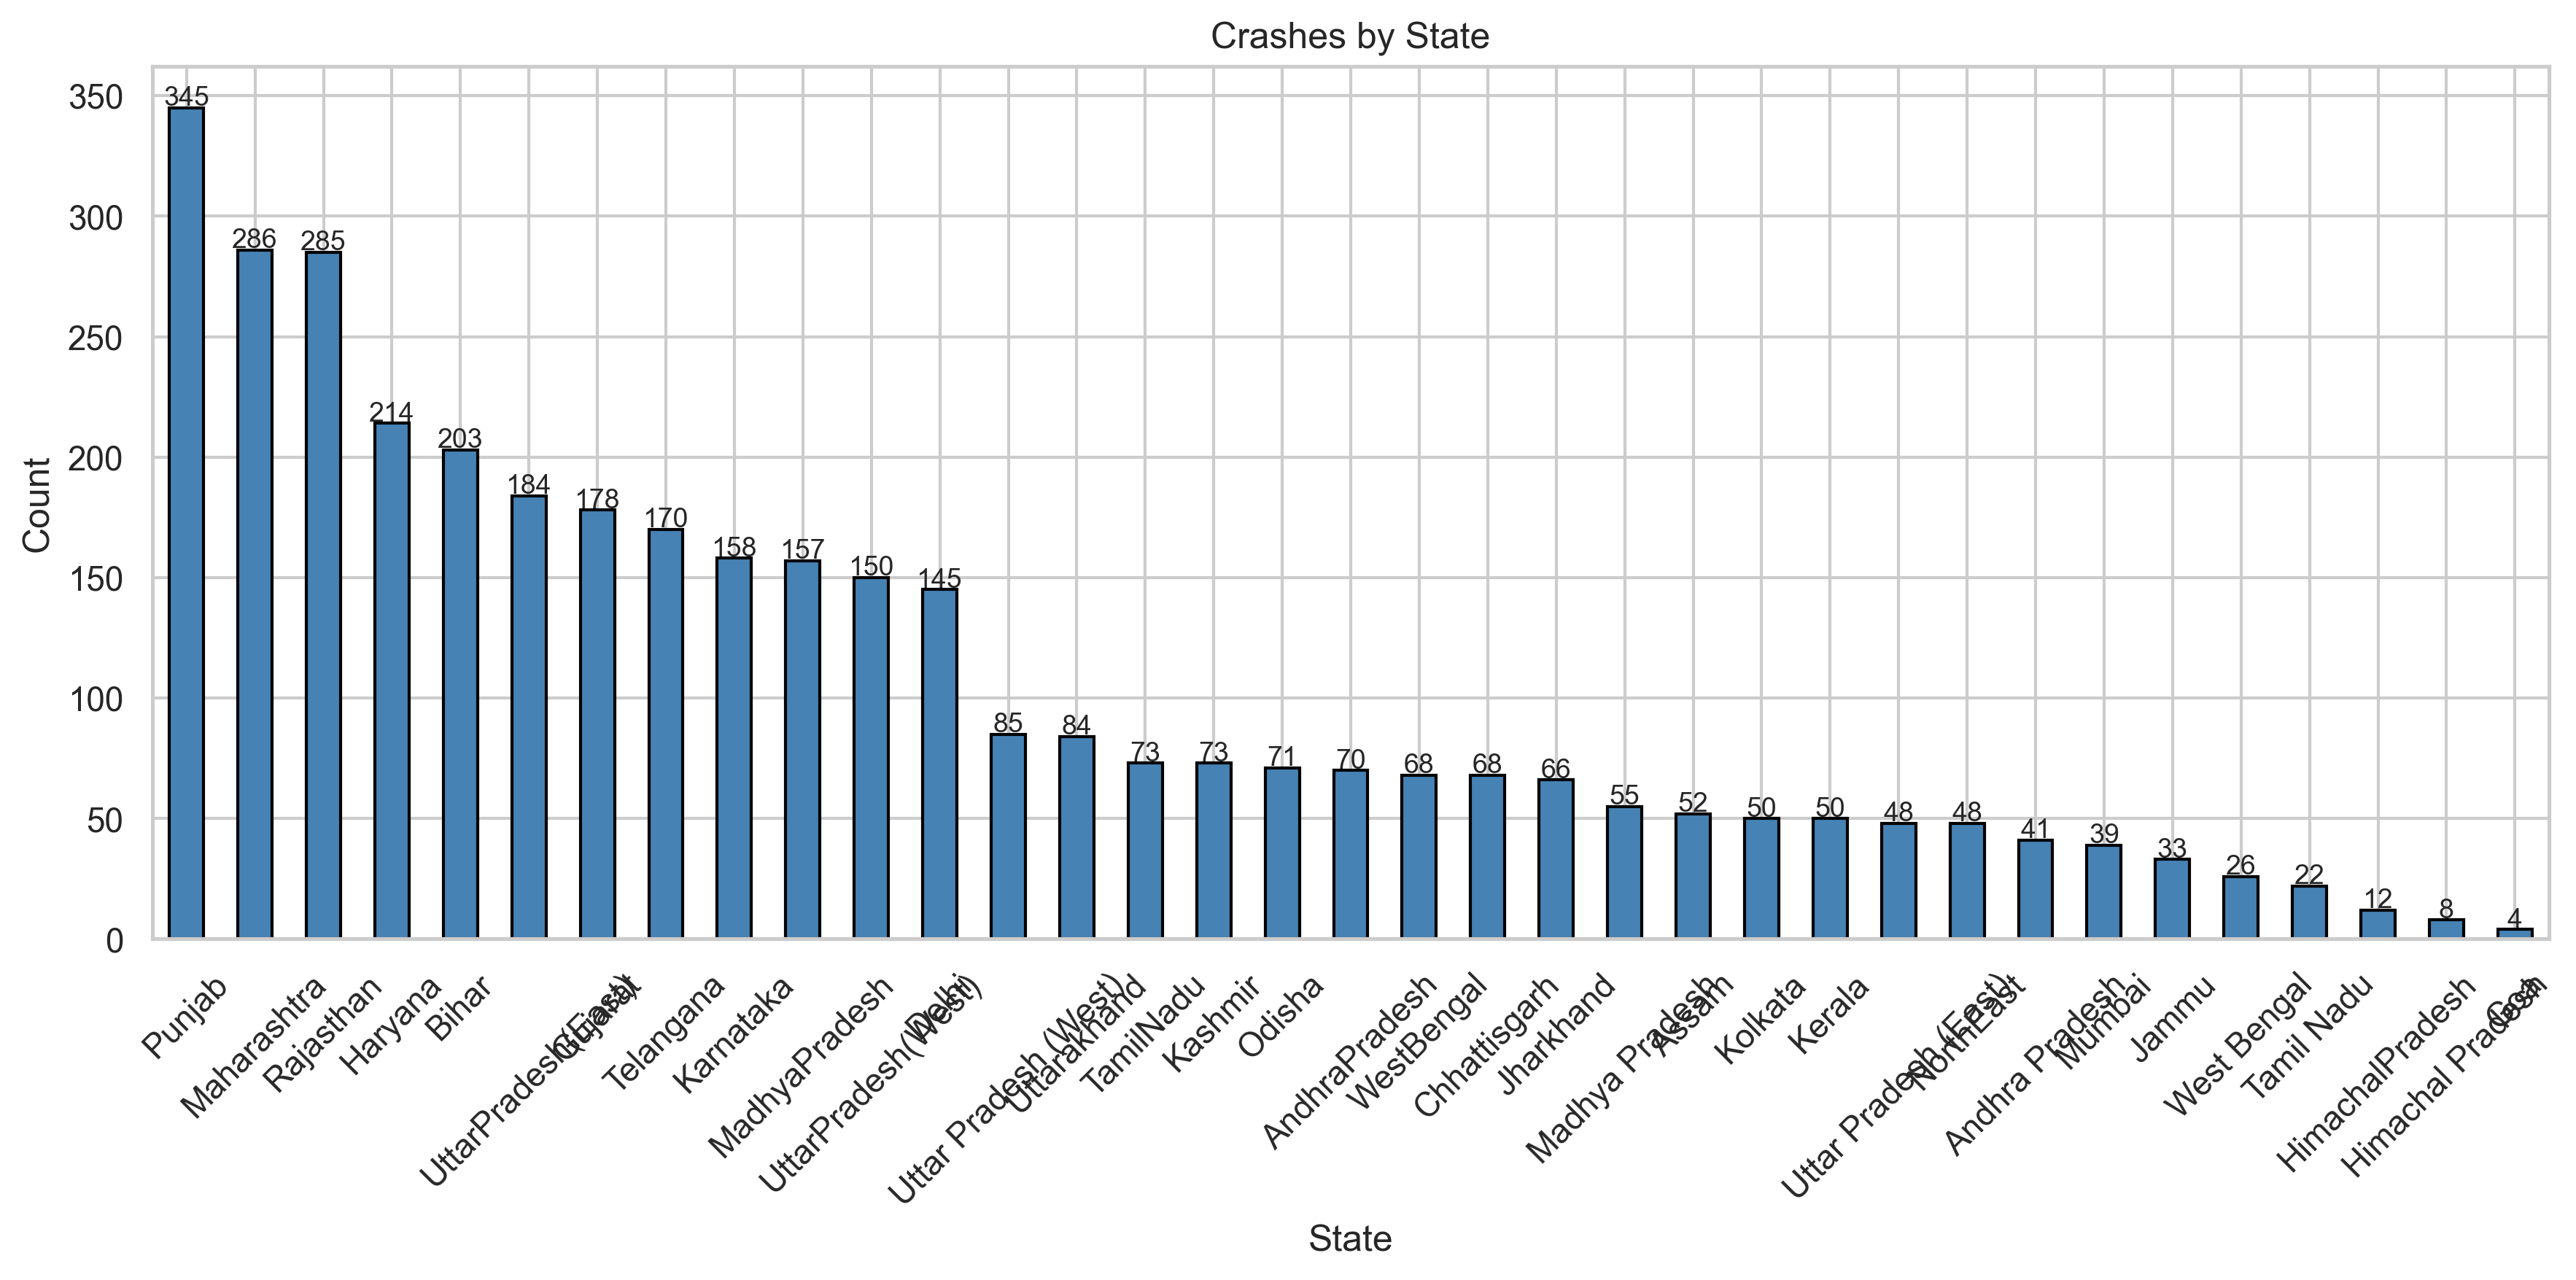 Crashes by State
350
300
250
200
150
100
50
0
Count
345
286
285
214
203
184
178
170
158
157
150
145
85
84
73
73
71
70
68
68
66
55
52
50
50
48
48
41
39
33
26
22
12
8
4
Punjab
Maharashtra
Rajasthan
Haryana
Bihar
UttarPradesh(East)
Gujarat
Telangana
Karnataka
MadhyaPradesh
UttarPradesh(West)
Delhi
Uttar Pradesh (West)
Uttarakhand
TamilNadu
Kashmir
Odisha
AndhraPradesh
WestBengal
Chhattisgarh
Jharkhand
Madhya Pradesh
Assam
Kolkata
Kerala
Uttar Pradesh (East)
NorthEast
Andhra Pradesh
Mumbai
Jammu
West Bengal
Tamil Nadu
HimachalPradesh
Himachal Pradesh
Goa
State